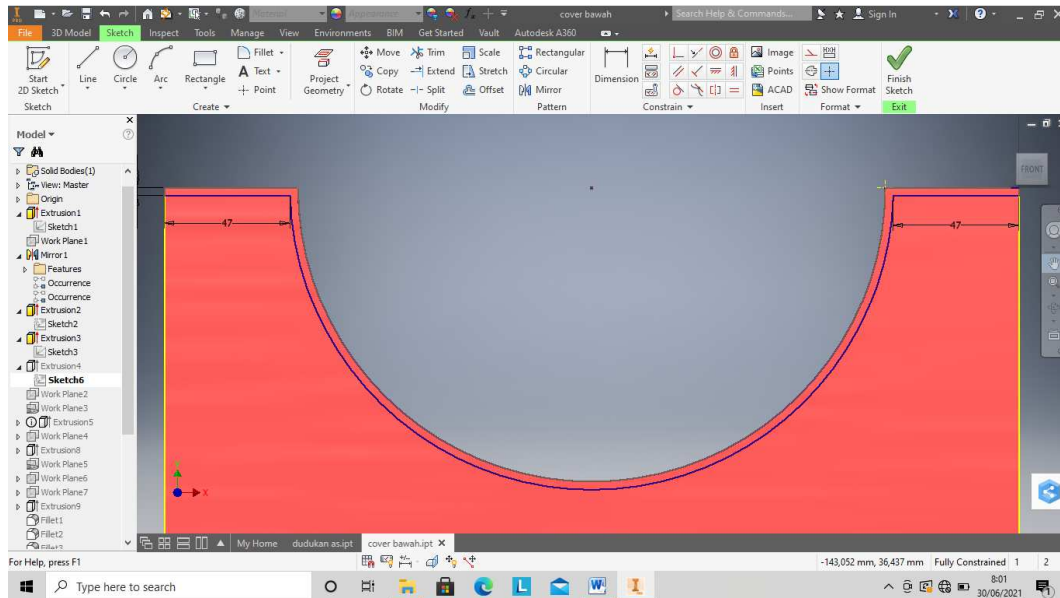 PRO
Material
Appearance
cover bawah
Search Help & Commands...
Sign In
File 3D Model Sketch Inspect Tools Manage View Environments BIM Get Started Vault Autodesk A360
Start
2D Sketch
Line
Circle
Arc
Rectangle
Fillet
Text
Point
Project
Geometry
Move Trim Scale
Copy Extend Stretch
Rotate Split Offset
Rectangular
Circular
Mirror
Dimension
Image
Points
ACAD
Show Format
Finish
Sketch
Sketch Create Modify Pattern Constrain Insert Format Exit
Model
Solid Bodies(1)
View: Master
Origin
Extrusion1
Sketch1
Work Plane1
Mirror1
Features
Occurrence
Occurrence
Extrusion2
Sketch2
Extrusion3
Sketch3
Extrusion4
Sketch6
Work Plane2
Work Plane3
Extrusion5
Work Plane4
Extrusion8
Work Plane5
Work Plane6
Work Plane7
Extrusion9
Fillet1
Fillet2
Fillet3
FRONT
47
47
X
My Home dudukan as.ipt cover bawah.ipt
For Help, press F1
-143,052 mm, 36,437 mm Fully Constrained 1 2
Type here to search
8:01
30/06/2021